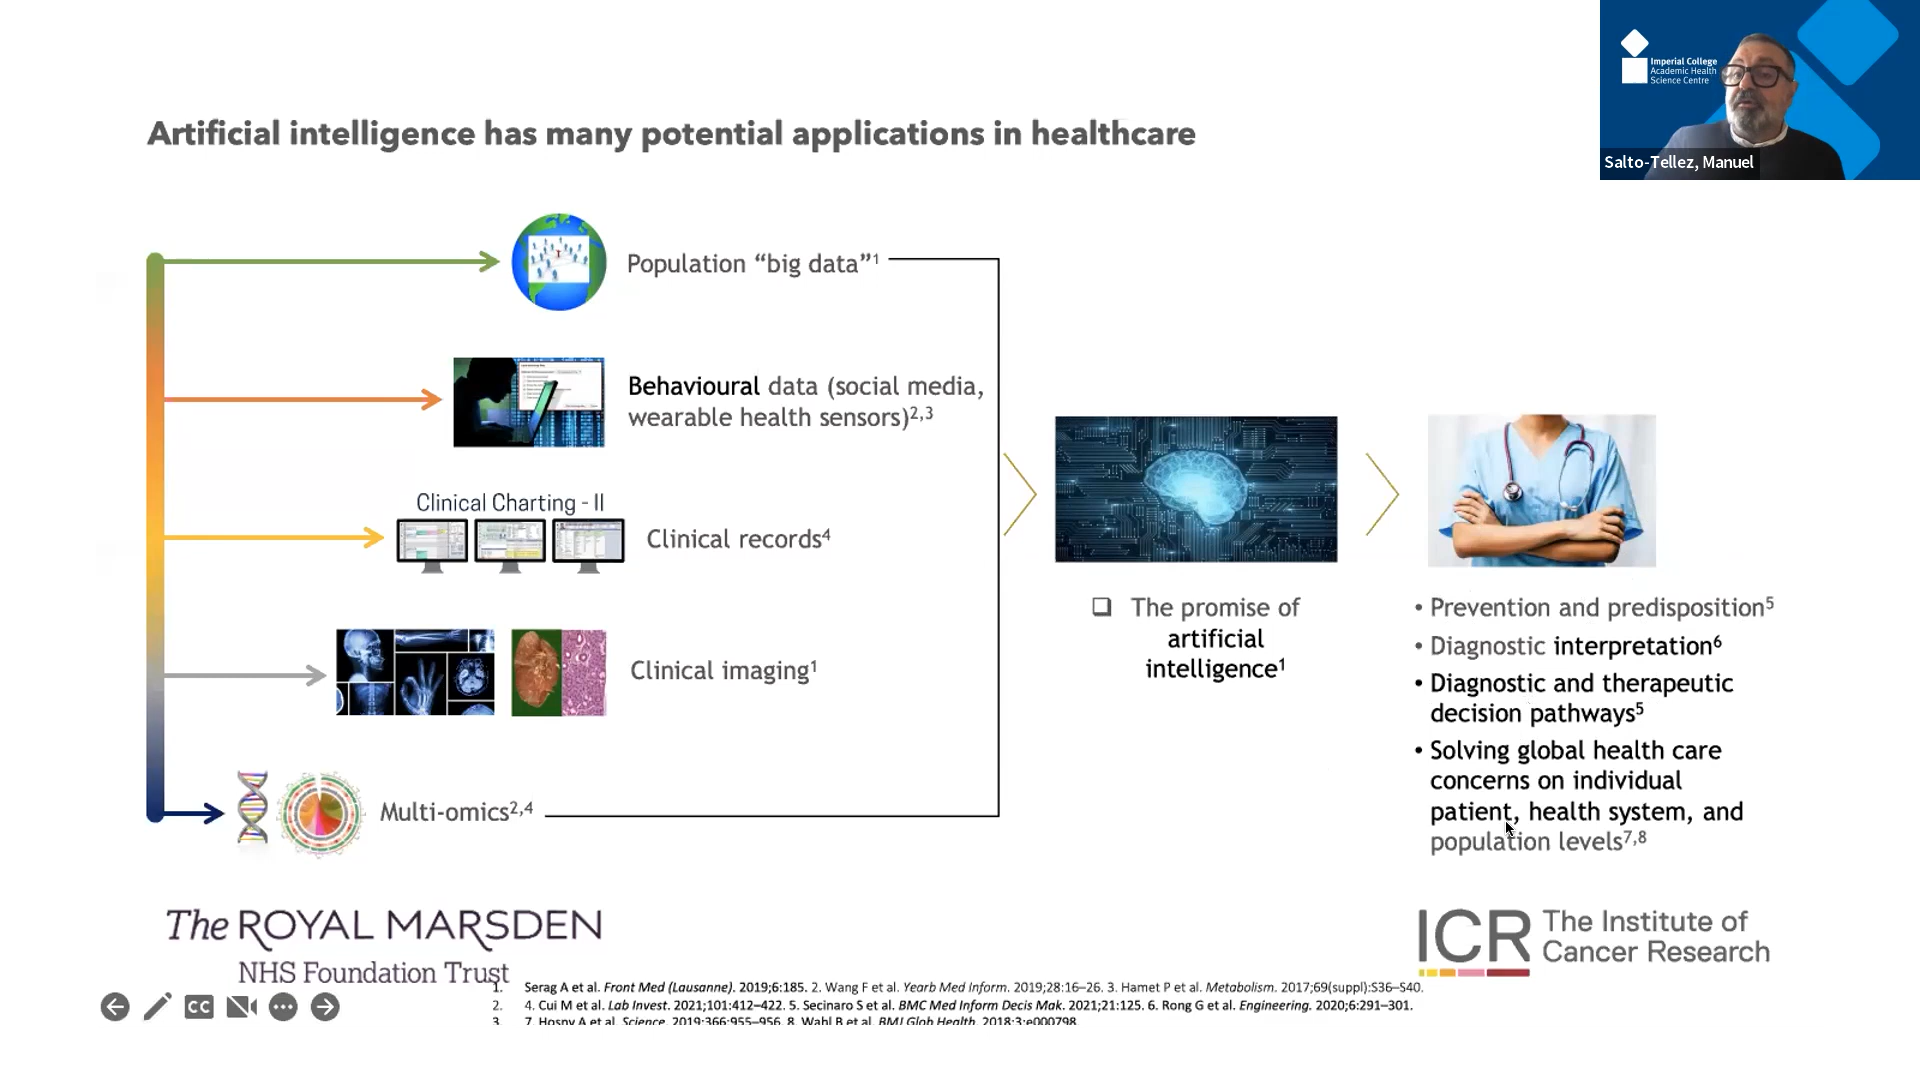 Imperial College
Academic Health
Science Centre
Salto-Tellez, Manuel
Artificial intelligence has many potential applications in healthcare
Population “big data”1
Behavioural data (social media,
wearable health sensors)2,3
Clinical Charting - II
Clinical records4
Clinical imaging1
Multi-omics2,4
The promise of
artificial
intelligence1
• Prevention and predisposition5
• Diagnostic interpretation6
• Diagnostic and therapeutic
decision pathways5
• Solving global health care
concerns on individual
patient, health system, and
population levels7,8
The ROYAL MARSDEN
NHS Foundation Trust
ICR The Institute of
Cancer Research
CC
1. Serag A et al. Front Med (Lausanne). 2019;6:185. 2. Wang F et al. Yearb Med Inform. 2019;28:16–26. 3. Hamet P et al. Metabolism. 2017;69(suppl):S36–S40.
2. 4. Cui M et al. Lab Invest. 2021;101:412–422. 5. Secinaro S et al. BMC Med Inform Decis Mak. 2021;21:125. 6. Rong G et al. Engineering. 2020;6:291–301.
3. 7. Hosny A et al. Science. 2019;366:955–956. 8. Wahl B et al. BMJ Glob Health. 2018;3:e000798.